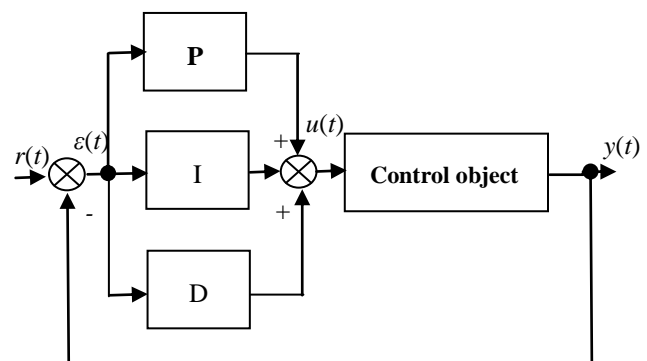 P
r(t)
ε(t)
I
+
u(t)
Control object
y(t)
-
+
D